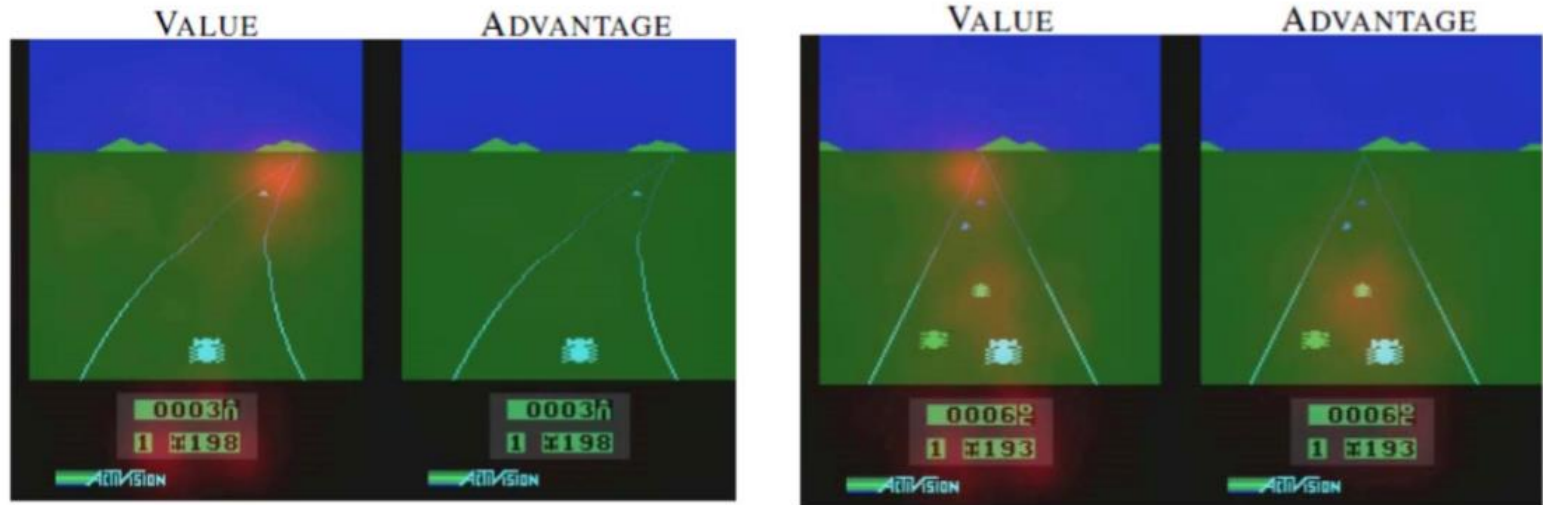 VALUE ADVANTAGE
0003 0003
1 198 1 198
ACTIVISION ACTIVISION
VALUE ADVANTAGE
0006 0006
1 193 1 193
ACTIVISION ACTIVISION